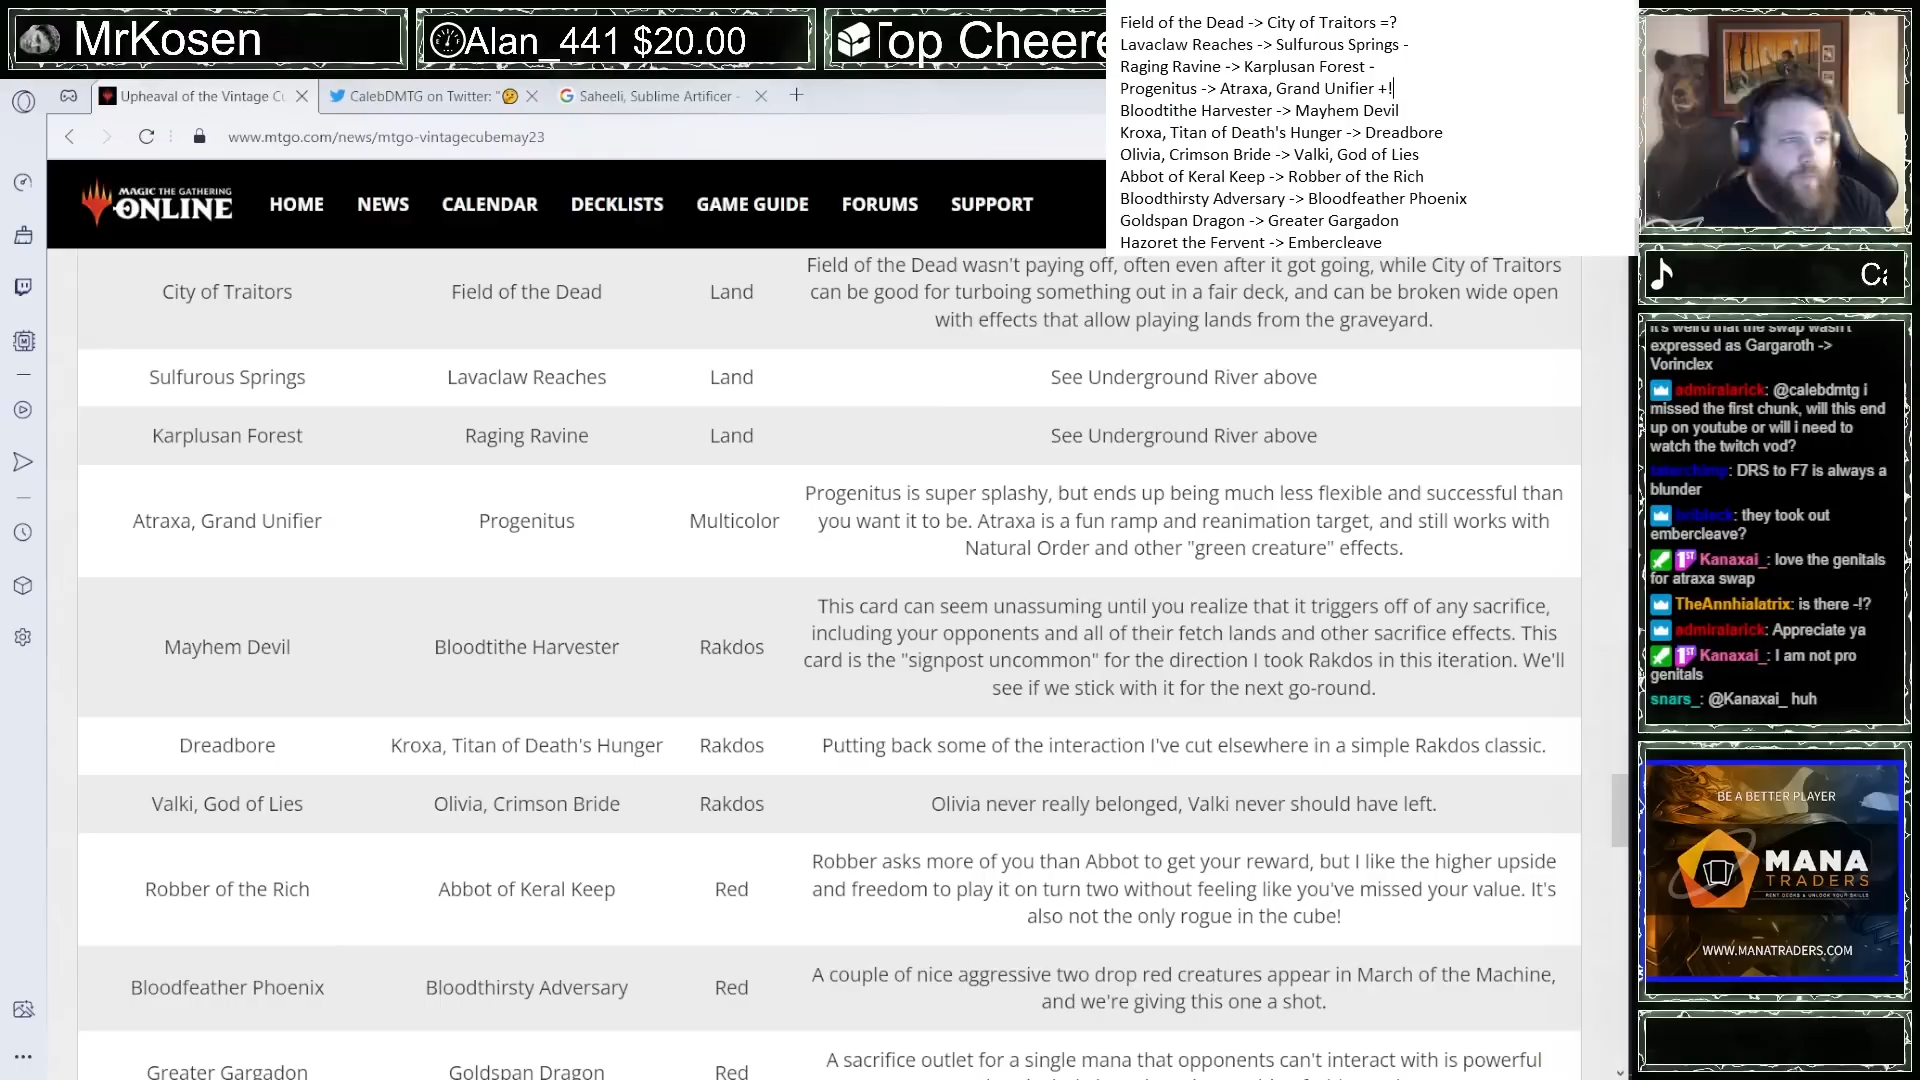 MrKosen
Alan_441 $20.00
Top Cheere
Field of the Dead -> City of Traitors =?
Lavaclaw Reaches -> Sulfurous Springs -
Raging Ravine -> Karplusan Forest -
Progenitus -> Atraxa, Grand Unifier +!
Bloodtithe Harvester -> Mayhem Devil
Kroxa, Titan of Death's Hunger -> Dreadbore
Olivia, Crimson Bride -> Valki, God of Lies
Abbot of Keral Keep -> Robber of the Rich
Bloodthirsty Adversary -> Bloodfeather Phoenix
Goldspan Dragon -> Greater Gargadon
Hazoret the Fervent -> Embercleave
Upheaval of the Vintage Cu
CalebDMTG on Twitter: "
Saheeli, Sublime Artificer -
www.mtgo.com/news/mtgo-vintagecubemay23
MAGIC THE GATHERING
ONLINE
HOME NEWS CALENDAR DECKLISTS GAME GUIDE FORUMS SUPPORT
City of Traitors Field of the Dead Land
Field of the Dead wasn't paying off, often even after it got going, while City of Traitors
can be good for turboing something out in a fair deck, and can be broken wide open
with effects that allow playing lands from the graveyard.
Sulfurous Springs Lavaclaw Reaches Land See Underground River above
Karplusan Forest Raging Ravine Land See Underground River above
Atraxa, Grand Unifier Progenitus Multicolor
Progenitus is super splashy, but ends up being much less flexible and successful than
you want it to be. Atraxa is a fun ramp and reanimation target, and still works with
Natural Order and other "green creature" effects.
Mayhem Devil Bloodtithe Harvester Rakdos
This card can seem unassuming until you realize that it triggers off of any sacrifice,
including your opponents and all of their fetch lands and other sacrifice effects. This
card is the "signpost uncommon" for the direction I took Rakdos in this iteration. We'll
see if we stick with it for the next go-round.
Dreadbore Kroxa, Titan of Death's Hunger Rakdos Putting back some of the interaction I've cut elsewhere in a simple Rakdos classic.
Valki, God of Lies Olivia, Crimson Bride Rakdos Olivia never really belonged, Valki never should have left.
Robber of the Rich Abbot of Keral Keep Red
Robber asks more of you than Abbot to get your reward, but I like the higher upside
and freedom to play it on turn two without feeling like you've missed your value. It's
also not the only rogue in the cube!
Bloodfeather Phoenix Bloodthirsty Adversary Red
A couple of nice aggressive two drop red creatures appear in March of the Machine,
and we're giving this one a shot.
Greater Gargadon Goldspan Dragon Red
A sacrifice outlet for a single mana that opponents can't interact with is powerful
Ca
it's weird that the swap wasn't
expressed as Gargaroth ->
Vorinclex
admiralarick: @calebdmtg i
missed the first chunk, will this end
up on youtube or will i need to
watch the twitch vod?
: DRS to F7 is always a
blunder
: they took out
embercleave?
1ST Kanaxai_: love the genitals
for atraxa swap
TheAnnhialatrix: is there -!?
admiralarick: Appreciate ya
1ST Kanaxai_: I am not pro
genitals
snars_: @Kanaxai_ huh
BE A BETTER PLAYER
MANA
TRADERS
RENT DECKS & UNLOCK YOUR SKILLS
WWW.MANATRADERS.COM